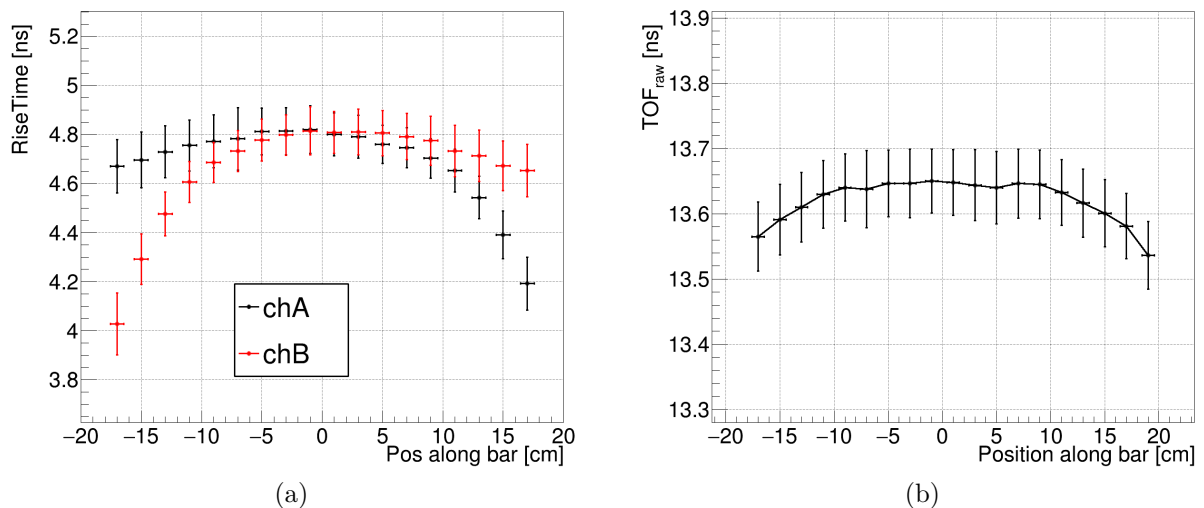 RiseTime [ns]
5.2
5
4.8
4.6
4.4
4.2
4
3.8
chA
chB
−20 −15 −10 −5 0 5 10 15 20
Pos along bar [cm]
(a)
TOFraw [ns]
13.9
13.8
13.7
13.6
13.5
13.4
13.3
−20 −15 −10 −5 0 5 10 15 20
Position along bar [cm]
(b)